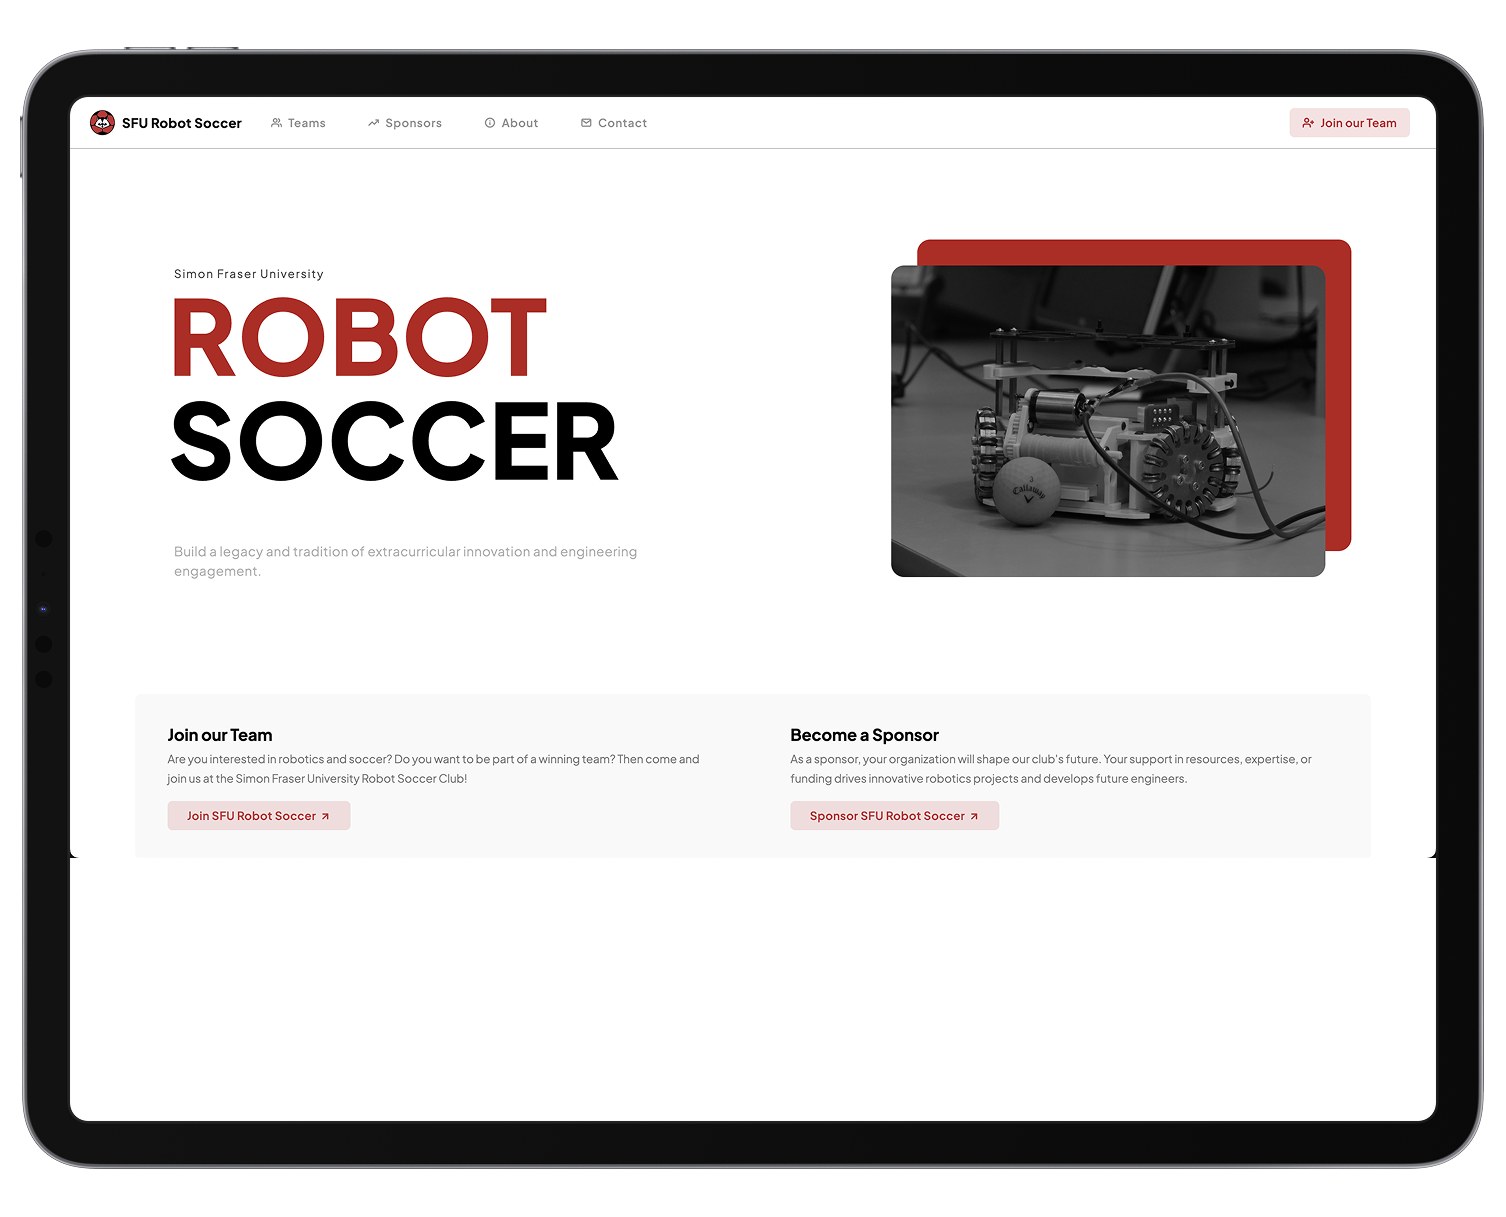 SFU Robot Soccer
Teams
Sponsors
About
Contact
Join our Team
Simon Fraser University
ROBOT
SOCCER
Build a legacy and tradition of extracurricular innovation and engineering
engagement.
3
Callaway
Join our Team
Are you interested in robotics and soccer? Do you want to be part of a winning team? Then come and
join us at the Simon Fraser University Robot Soccer Club!
Join SFU Robot Soccer
Become a Sponsor
As a sponsor, your organization will shape our club's future. Your support in resources, expertise, or
funding drives innovative robotics projects and develops future engineers.
Sponsor SFU Robot Soccer